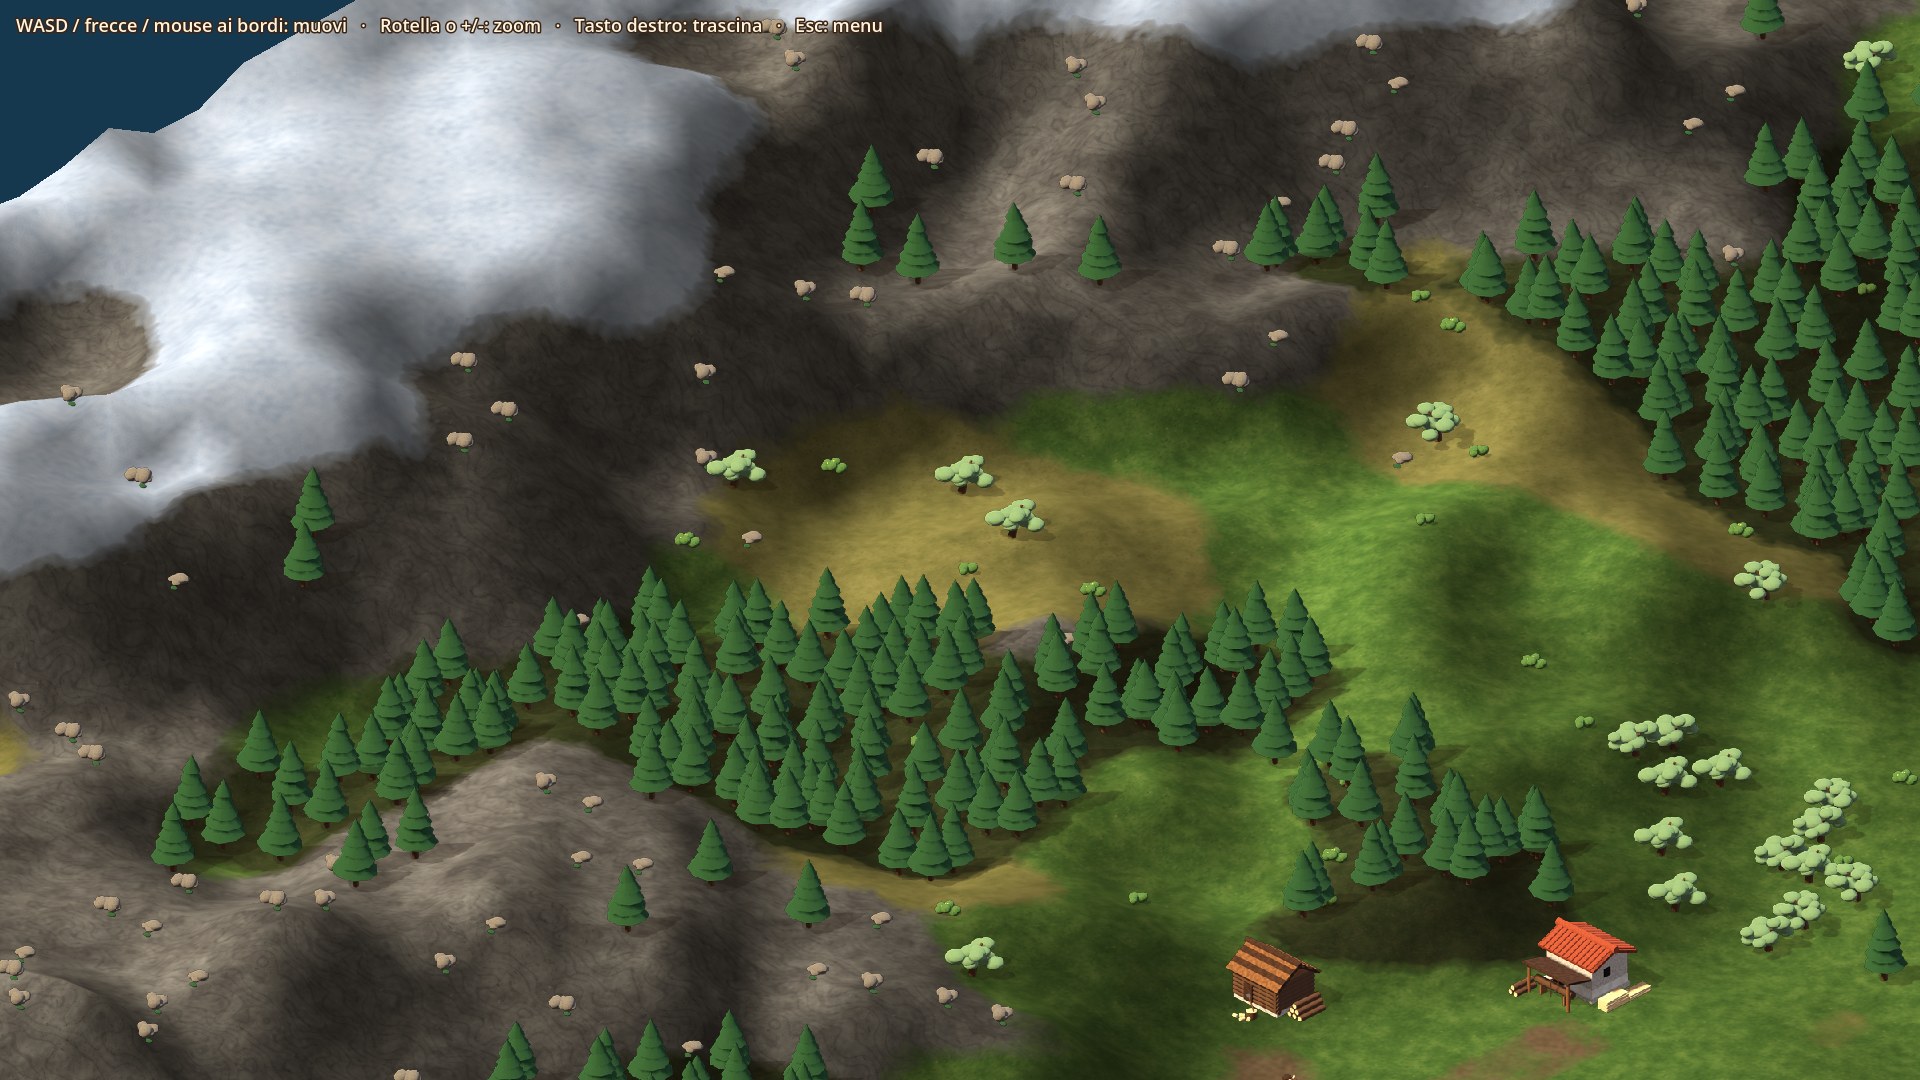 WASD / frecce / mouse ai bordi: muovi · Rotella o +/-: zoom · Tasto destro: trascina · Esc: menu